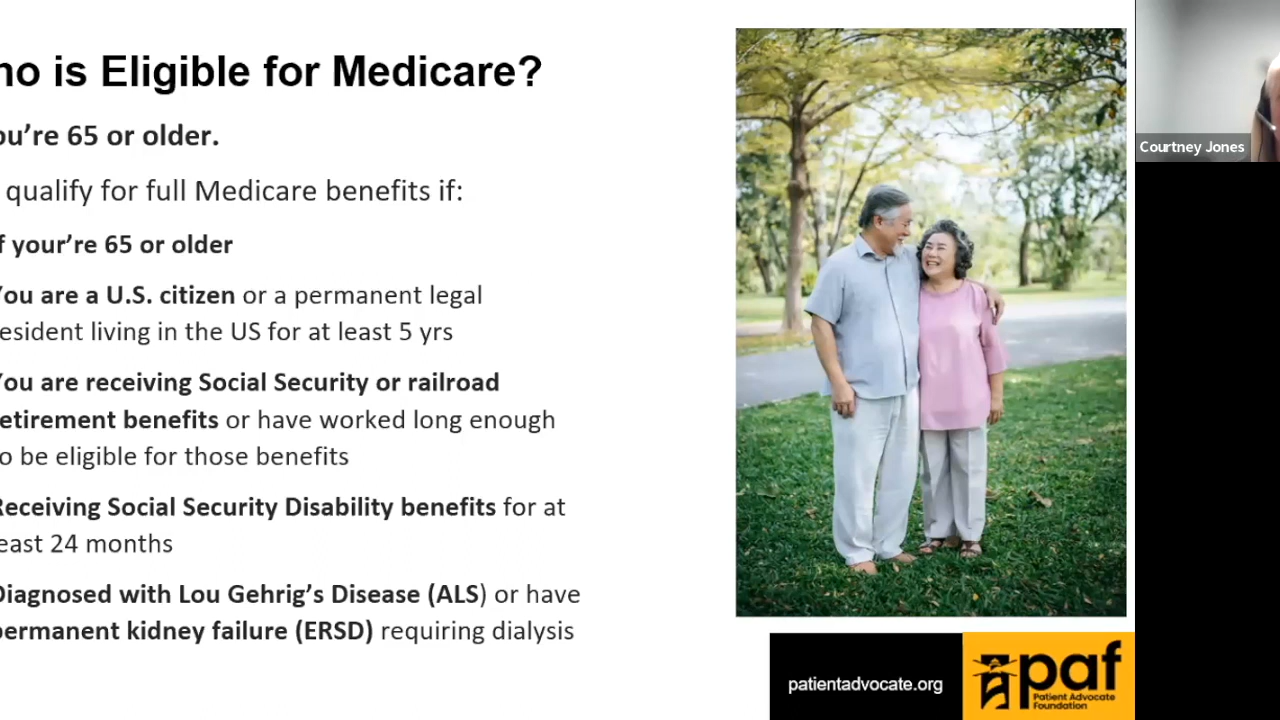 ho is Eligible for Medicare?
ou're 65 or older.
qualify for full Medicare benefits if:
f your're 65 or older
You are a U.S. citizen or a permanent legal
esident living in the US for at least 5 yrs
You are receiving Social Security or railroad
etirement benefits or have worked long enough
o be eligible for those benefits
Receiving Social Security Disability benefits for at
east 24 months
Diagnosed with Lou Gehrig's Disease (ALS) or have
permanent kidney failure (ERSD) requiring dialysis
Courtney Jones
patientadvocate.org
paf
Patient Advocate
Foundation